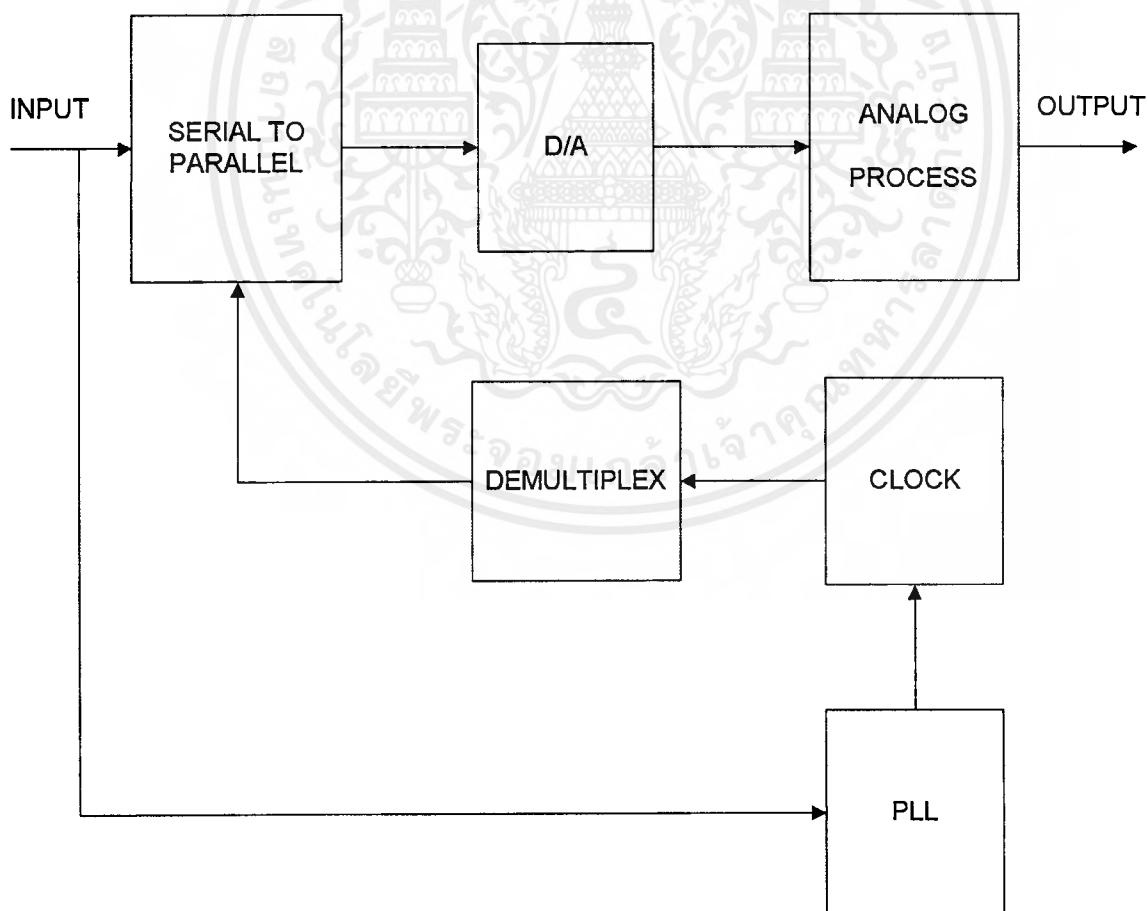 INPUT
SERIAL TO
PARALLEL
D/A
ANALOG
PROCESS
OUTPUT
DEMULTIPLEX
CLOCK
PLL